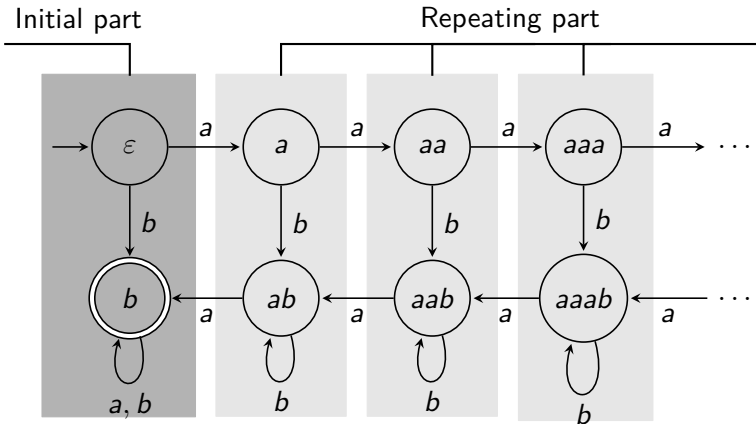 Initial part Repeating part
ε a a a aa a aaa a ···
b b b b
b a ab a aab a aaab a ···
a, b b b b